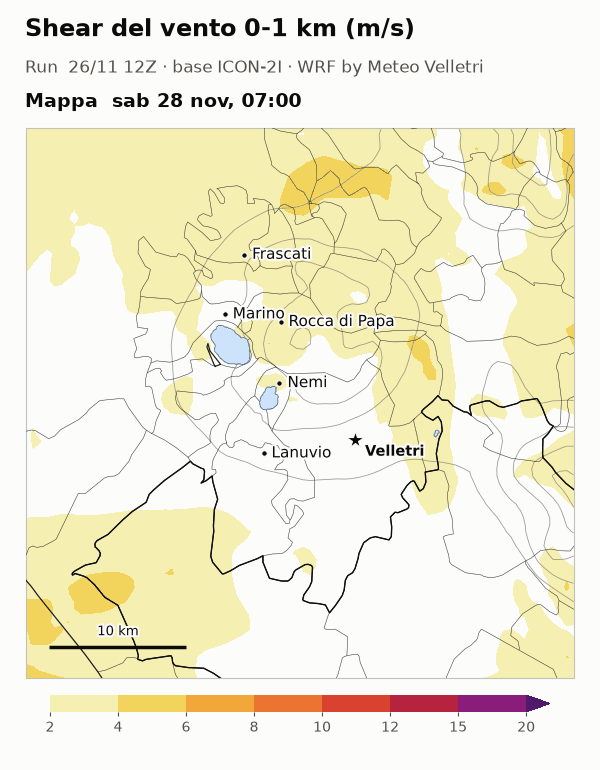 Shear del vento 0-1 km (m/s)
Run  26/11 12Z · base ICON-2I · WRF by Meteo Velletri
Mappa  sab 28 nov, 07:00
Frascati
Marino
Rocca di Papa
Nemi
Velletri
Lanuvio
10 km
2 4 6 8 10 12 15 20